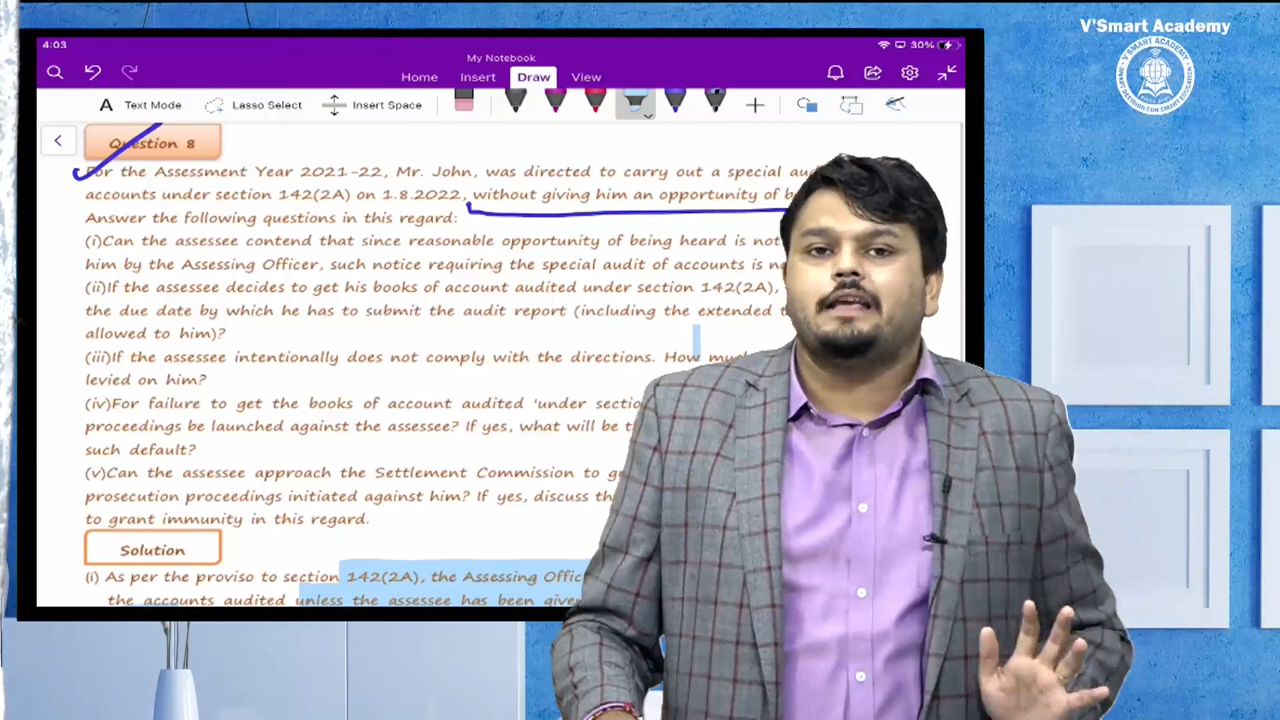 V'Smart Academy
4:03
30%
My Notebook
Home Insert Draw View
A Text Mode Lasso Select Insert Space
Question 8
For the Assessment Year 2021-22, Mr. John, was directed to carry out a special
accounts under section 142(2A) on 1.8.2022, without giving him an opportunity of
Answer the following questions in this regard:
(i)Can the assessee contend that since reasonable opportunity of being heard is not
him by the Assessing Officer, such notice requiring the special audit of accounts is
(ii)If the assessee decides to get his books of account audited under section 142(2A),
the due date by which he has to submit the audit report (including the extended
allowed to him)?
(iii)If the assessee intentionally does not comply with the directions. How
levied on him?
(iv)For failure to get the books of account audited 'under
proceedings be launched against the assessee? If yes, what will be
such default?
(v)Can the assessee approach the Settlement Commission to
prosecution proceedings initiated against him? If yes, discuss
to grant immunity in this regard.
Solution
(i) As per the proviso to section 142(2A), the Assessing
the accounts audited unless the assessee has been